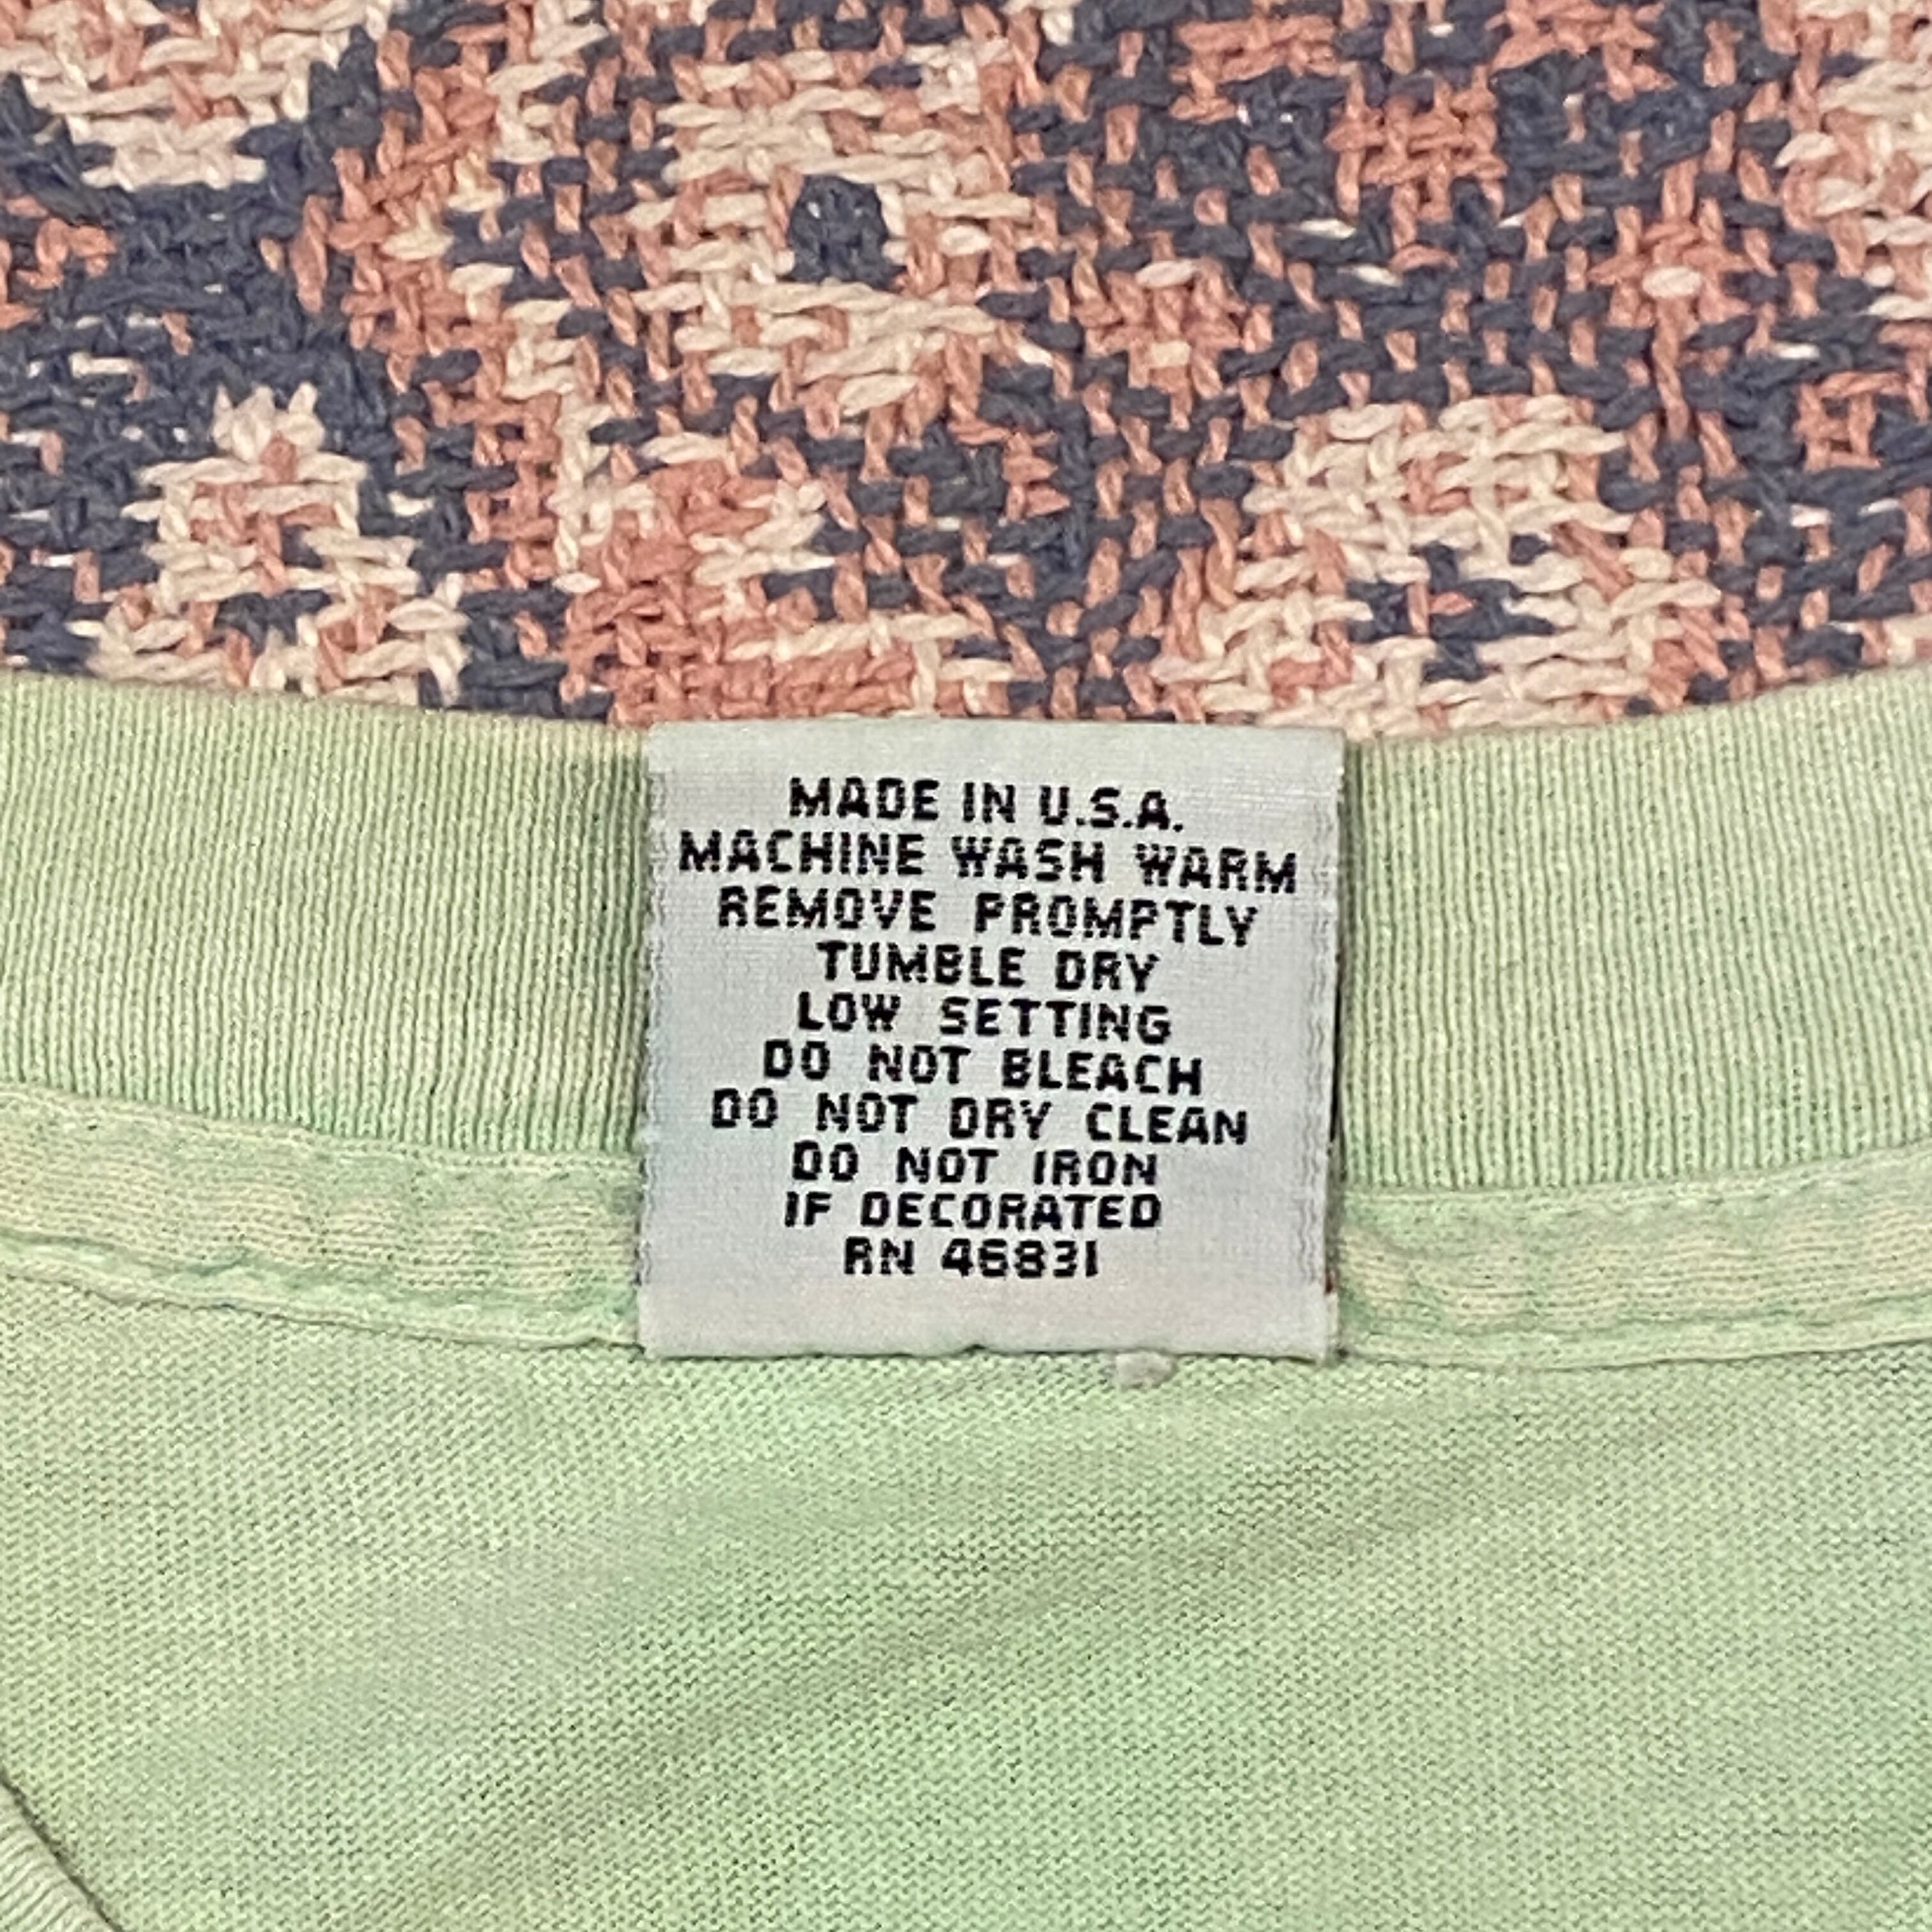 MADE IN U.S.A.
MACHINE WASH WARM
REMOVE PROMPTLY
TUMBLE DRY
LOW SETTING
DO NOT BLEACH
DO NOT DRY CLEAN
DO NOT IRON
IF DECORATED
RN 46831